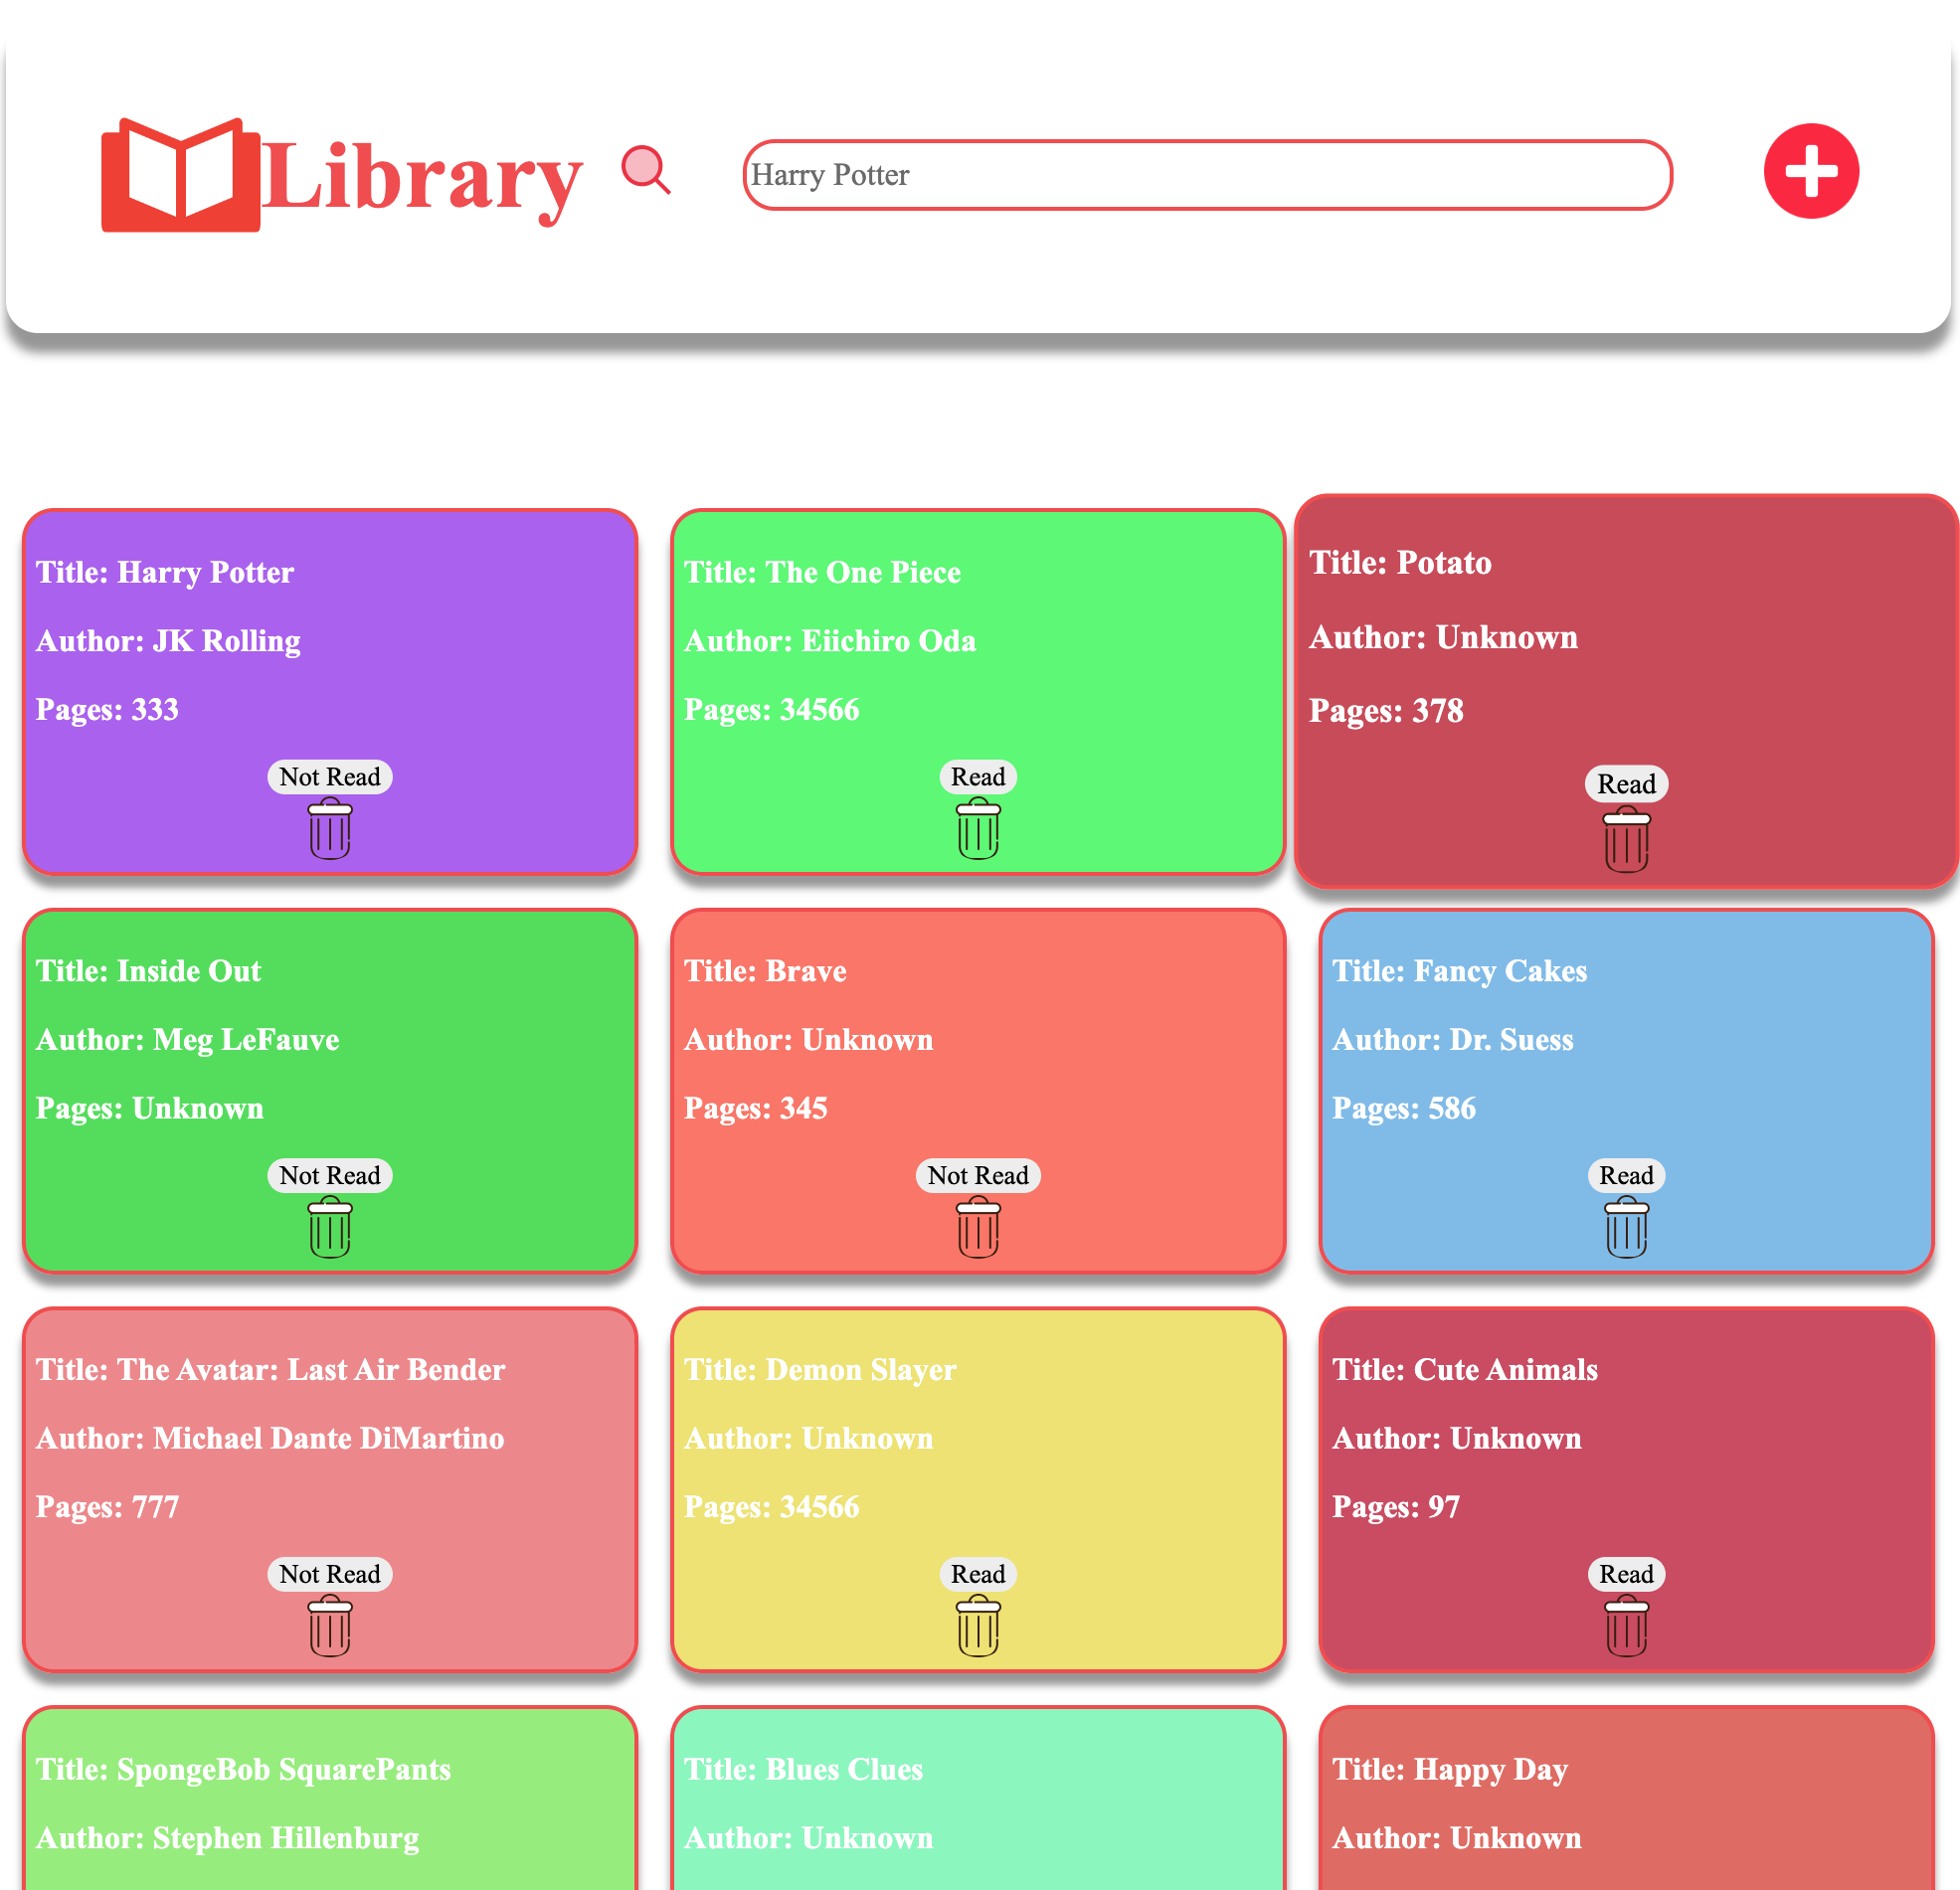 Library
Harry Potter
Title: Harry Potter
Author: JK Rolling
Pages: 333
Not Read
Title: The One Piece
Author: Eiichiro Oda
Pages: 34566
Read
Title: Potato
Author: Unknown
Pages: 378
Read
Title: Inside Out
Author: Meg LeFauve
Pages: Unknown
Not Read
Title: Brave
Author: Unknown
Pages: 345
Not Read
Title: Fancy Cakes
Author: Dr. Suess
Pages: 586
Read
Title: The Avatar: Last Air Bender
Author: Michael Dante DiMartino
Pages: 777
Not Read
Title: Demon Slayer
Author: Unknown
Pages: 34566
Read
Title: Cute Animals
Author: Unknown
Pages: 97
Read
Title: SpongeBob SquarePants
Author: Stephen Hillenburg
Title: Blues Clues
Author: Unknown
Title: Happy Day
Author: Unknown